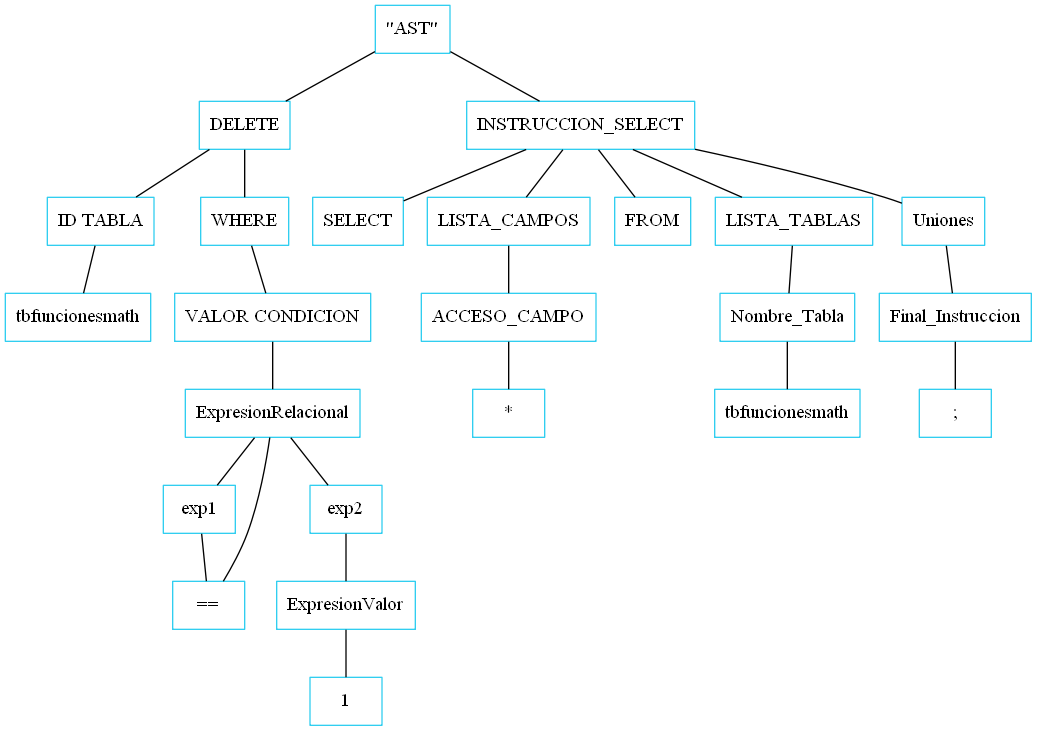 "AST"
DELETE
INSTRUCCION_SELECT
ID TABLA
WHERE
SELECT
LISTA_CAMPOS
FROM
LISTA_TABLAS
Uniones
tbfuncionesmath
VALOR CONDICION
ACCESO_CAMPO
Nombre_Tabla
Final_Instruccion
ExpresionRelacional
*
tbfuncionesmath
;
exp1
exp2
==
ExpresionValor
1